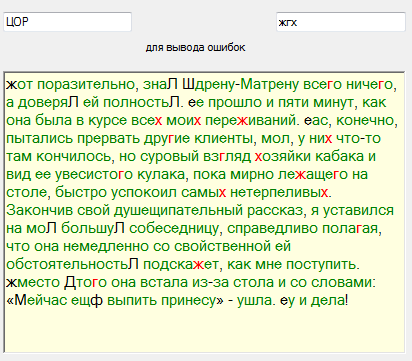 ЦОР
жгх
для вывода ошибок
жот поразительно, знаЛ Шдрену-Матрену всего ничего,
а доверяЛ ей полностьЛ. ее прошло и пяти минут, как
она была в курсе всех моих переживаний. еас, конечно,
пытались прервать другие клиенты, мол, у них что-то
там кончилось, но суровый взгляд хозяйки кабака и
вид ее увесистого кулака, пока мирно лежащего на
столе, быстро успокоил самых нетерпеливых.
Закончив свой душещипательный рассказ, я уставился
на моЛ большуЛ собеседницу, справедливо полагая,
что она немедленно со свойственной ей
обстоятельностьЛ подскажет, как мне поступить.
жместо Дтого она встала из-за стола и со словами:
«Мейчас ещф выпить принесу» - ушла. еу и дела!